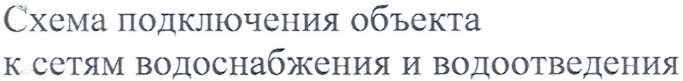 Схема подключения объекта
к сетям водоснабжения и водоотведения